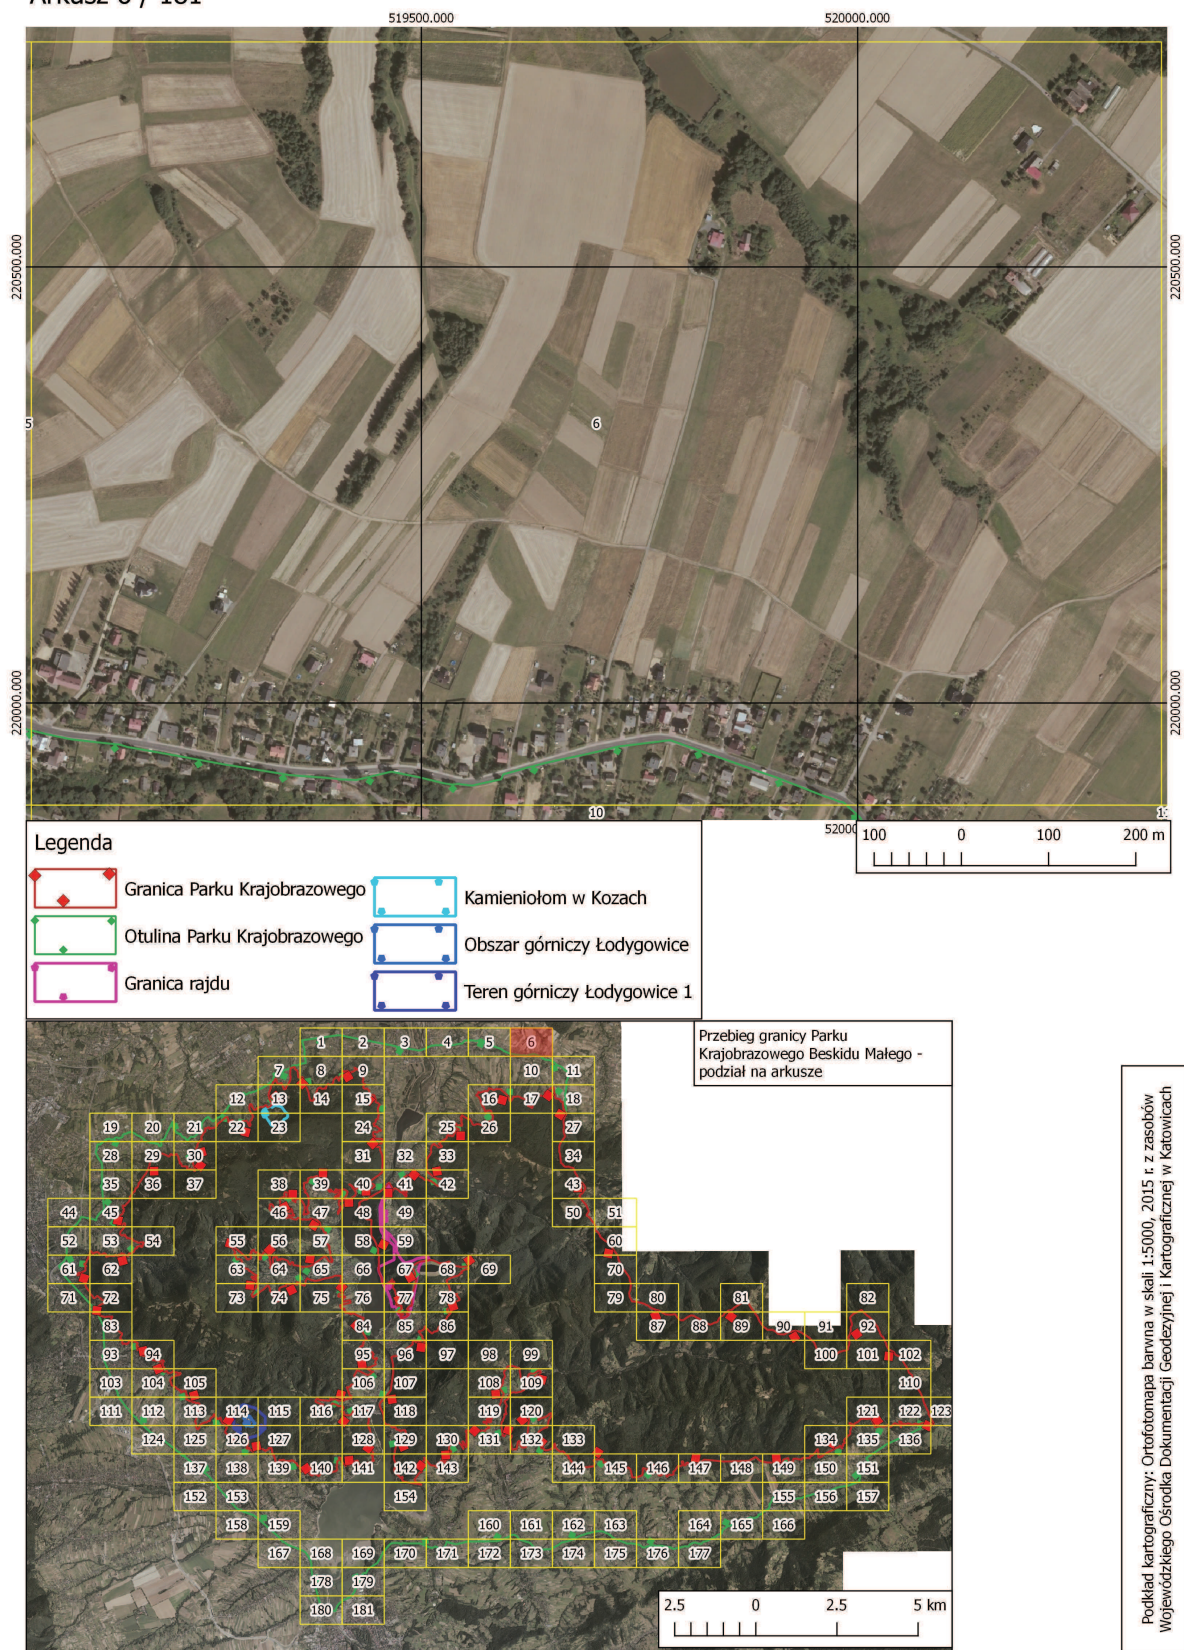 Arkusz 6 / 181
519500.000 520000.000
220500.000 220500.000
5 6
220000.000 220000.000
10
Legenda
Granica Parku Krajobrazowego
Otulina Parku Krajobrazowego
Granica rajdu
Kamieniołom w Kozach
Obszar górniczy Łodygowice
Teren górniczy Łodygowice 1
100 0 100 200 m
Przebieg granicy Parku
Krajobrazowego Beskidu Małego -
podział na arkusze
1 2 3 4 5 6
7 8 9 10 11
12 13 14 15 16 17 18
19 20 21 22 23 24 25 26 27
28 29 30 31 32 33 34
35 36 37 38 39 40 41 42 43
44 45 46 47 48 49 50 51
52 53 54 55 56 57 58 59 60
61 62 63 64 65 66 67 68 69 70
71 72 73 74 75 76 77 78 79 80 81 82
83 84 85 86 87 88 89 90 91 92
93 94 95 96 97 98 99 100 101 102
103 104 105 106 107 108 109 110
111 112 113 114 115 116 117 118 119 120 121 122 123
124 125 126 127 128 129 130 131 132 133 134 135 136
137 138 139 140 141 142 143 144 145 146 147 148 149 150 151
152 153 154 155 156 157
158 159 160 161 162 163 164 165 166
167 168 169 170 171 172 173 174 175 176 177
178 179
180 181
2.5 0 2.5 5 km
Podkład kartograficzny: Ortofotomapa barwna w skali 1:5000, 2015 r. z zasobów
Wojewódzkiego Ośrodka Dokumentacji Geodezyjnej i Kartograficznej w Katowicach